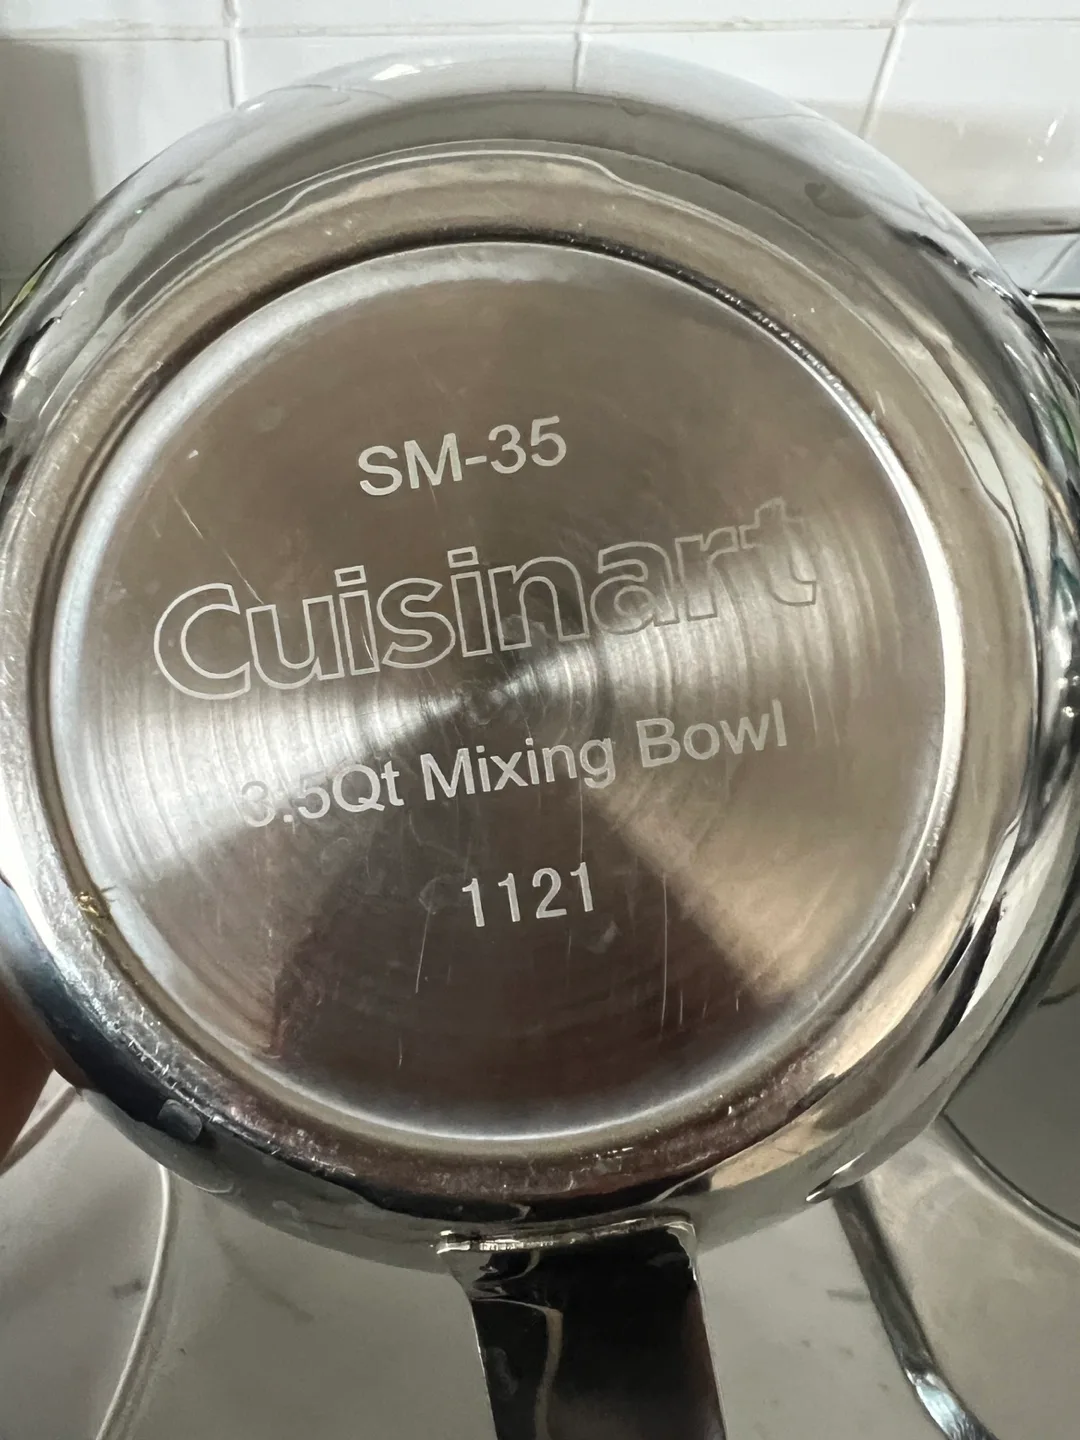 SM-35
Cuisinart
3.5Qt Mixing Bowl
1121